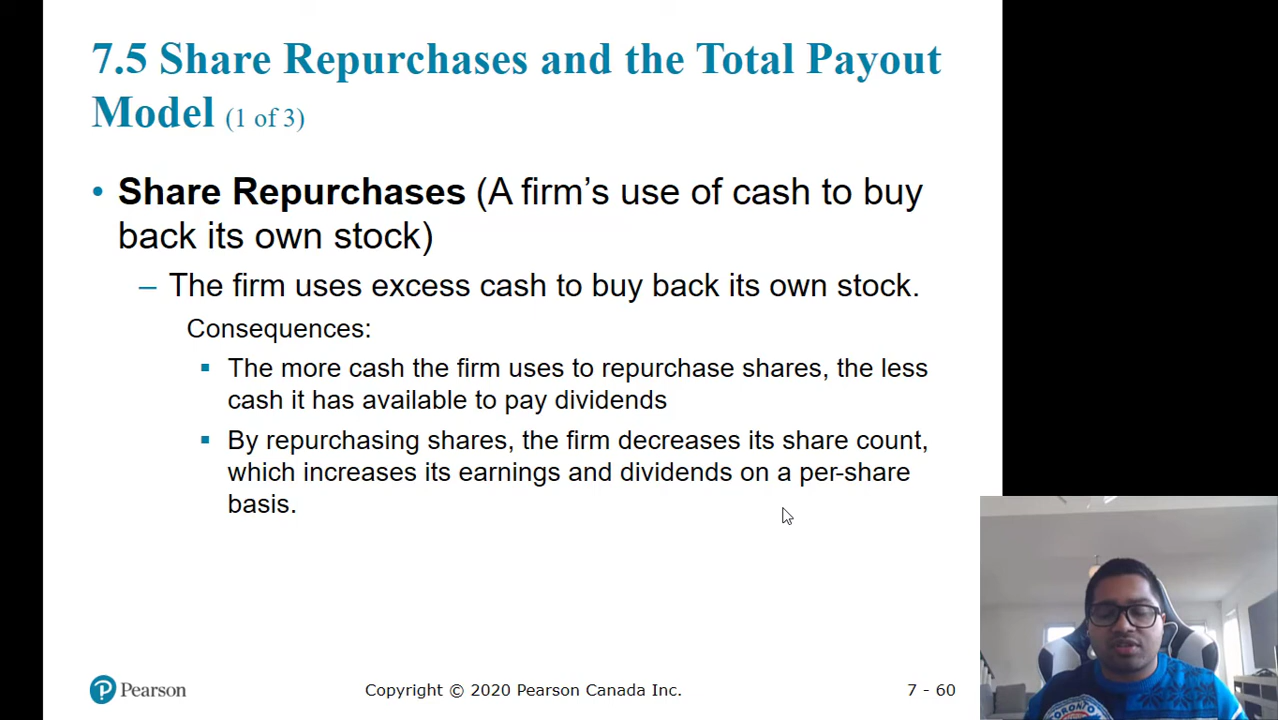 7.5 Share Repurchases and the Total Payout
Model (1 of 3)
• Share Repurchases (A firm’s use of cash to buy
back its own stock)
– The firm uses excess cash to buy back its own stock.
Consequences:
▪ The more cash the firm uses to repurchase shares, the less
cash it has available to pay dividends
▪ By repurchasing shares, the firm decreases its share count,
which increases its earnings and dividends on a per-share
basis.
P Pearson
Copyright © 2020 Pearson Canada Inc.
7 - 60
TORONTO